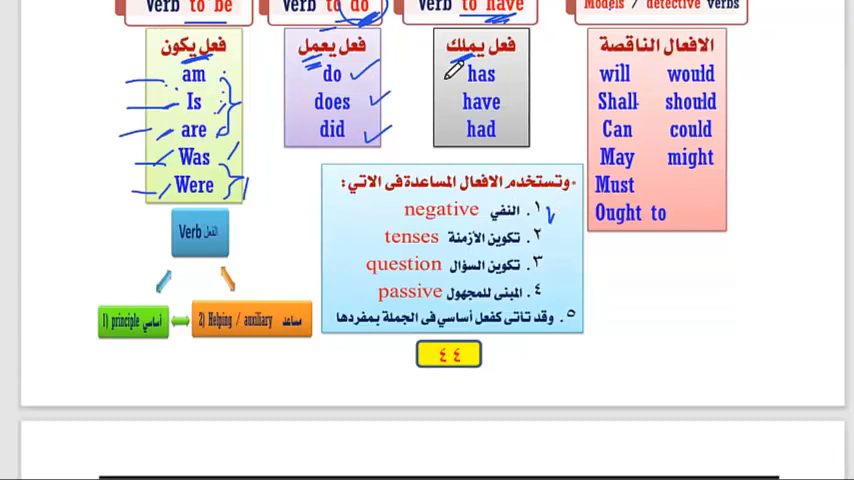 Verb to be
Verb to do
Verb to have
Models / detective verbs
فعل يكون
am
Is
are
Was
Were
فعل يعمل
do
does
did
فعل يملك
has
have
had
الافعال الناقصة
will would
Shall should
Can could
May might
Must
Ought to
وتستخدم الافعال المساعدة فى الاتي:
١. النفي negative
٢. تكوين الأزمنة tenses
٣. تكوين السؤال question
٤. المبنى للمجهول passive
٥. وقد تأتى كفعل أساسي فى الجملة بمفردها
Verb الفعل
1) principle أساسي
2) Helping / auxiliary مساعد
٤٤